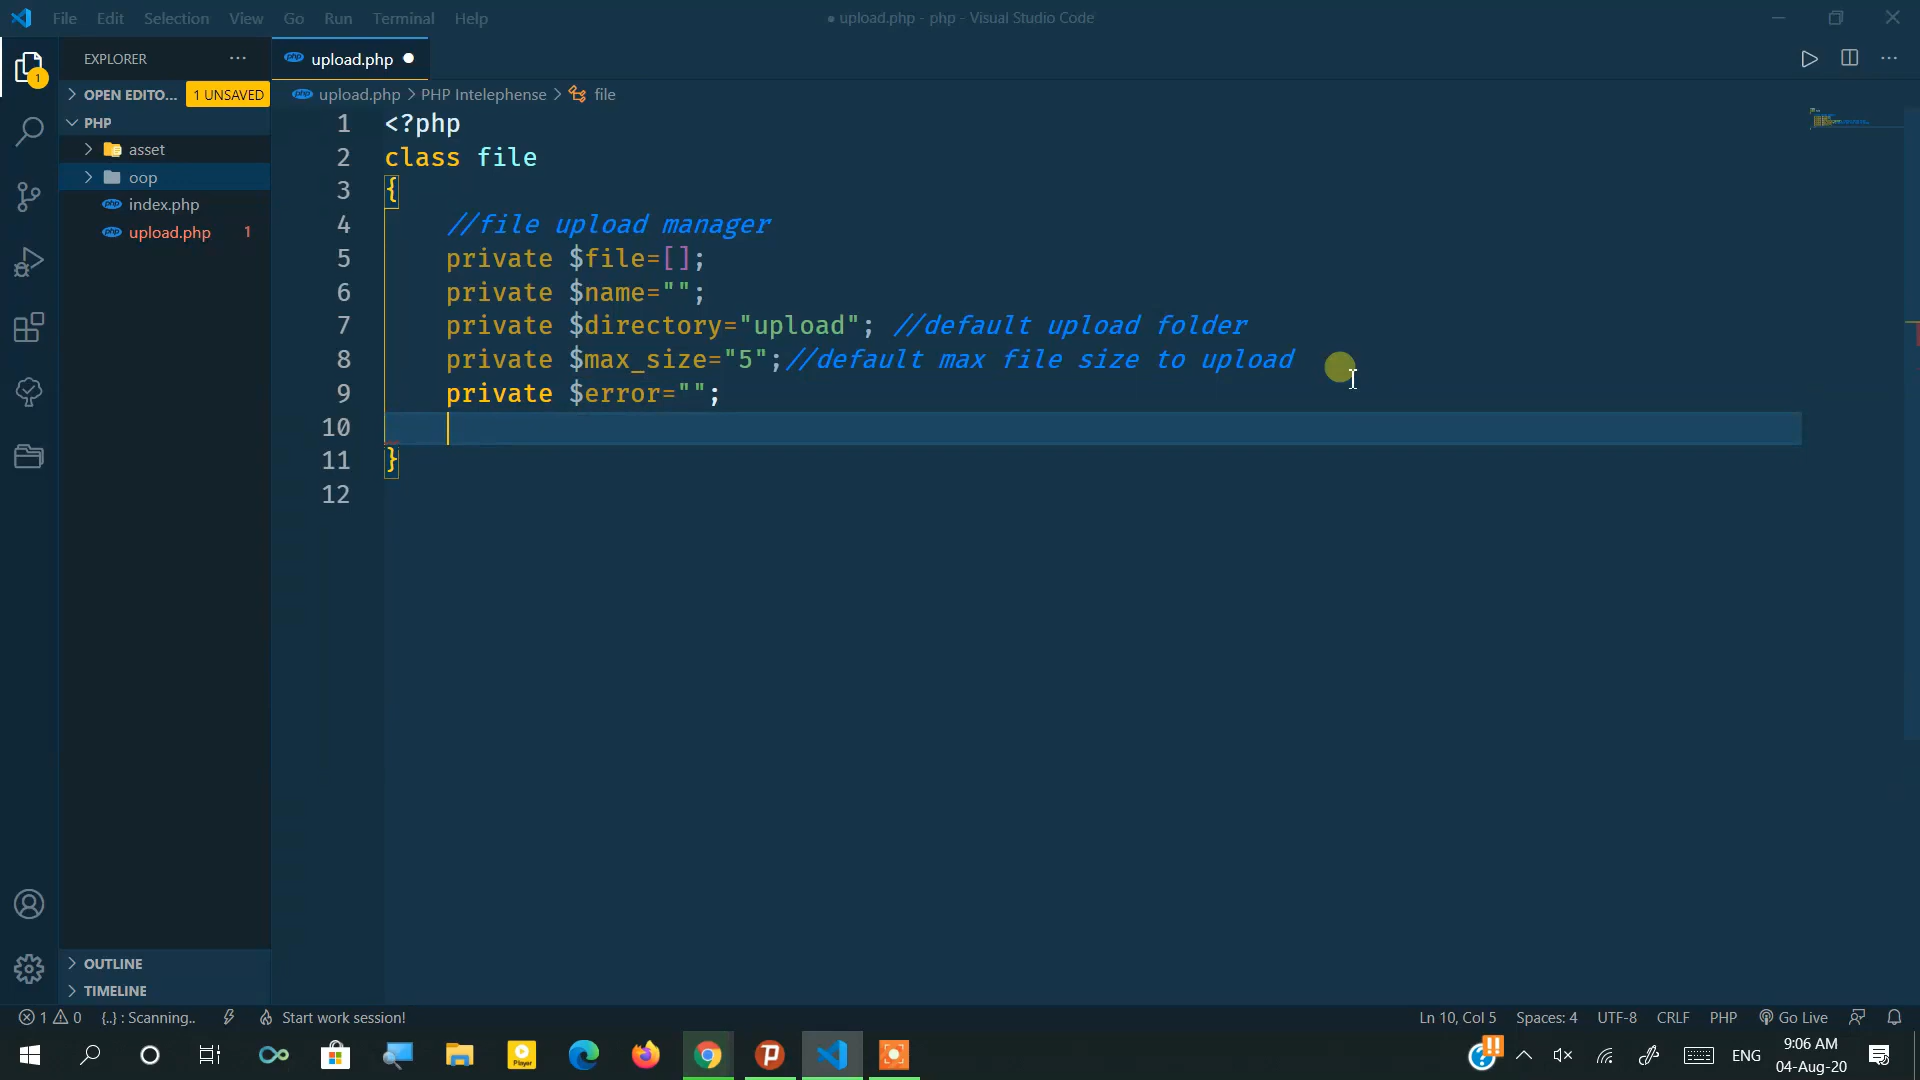 File Edit Selection View Go Run Terminal Help
● upload.php - php - Visual Studio Code
EXPLORER
upload.php
OPEN EDITO... 1 UNSAVED
upload.php > PHP Intelephense > file
PHP
asset
oop
index.php
upload.php 1
1 <?php
2 class file
3 {
4 //file upload manager
5 private $file=[];
6 private $name="";
7 private $directory="upload"; //default upload folder
8 private $max_size="5";//default max file size to upload
9 private $error="";
10
11 }
12
OUTLINE
TIMELINE
1 0 {..} : Scanning.. Start work session!
Ln 10, Col 5 Spaces: 4 UTF-8 CRLF PHP Go Live
ENG
9:06 AM
04-Aug-20